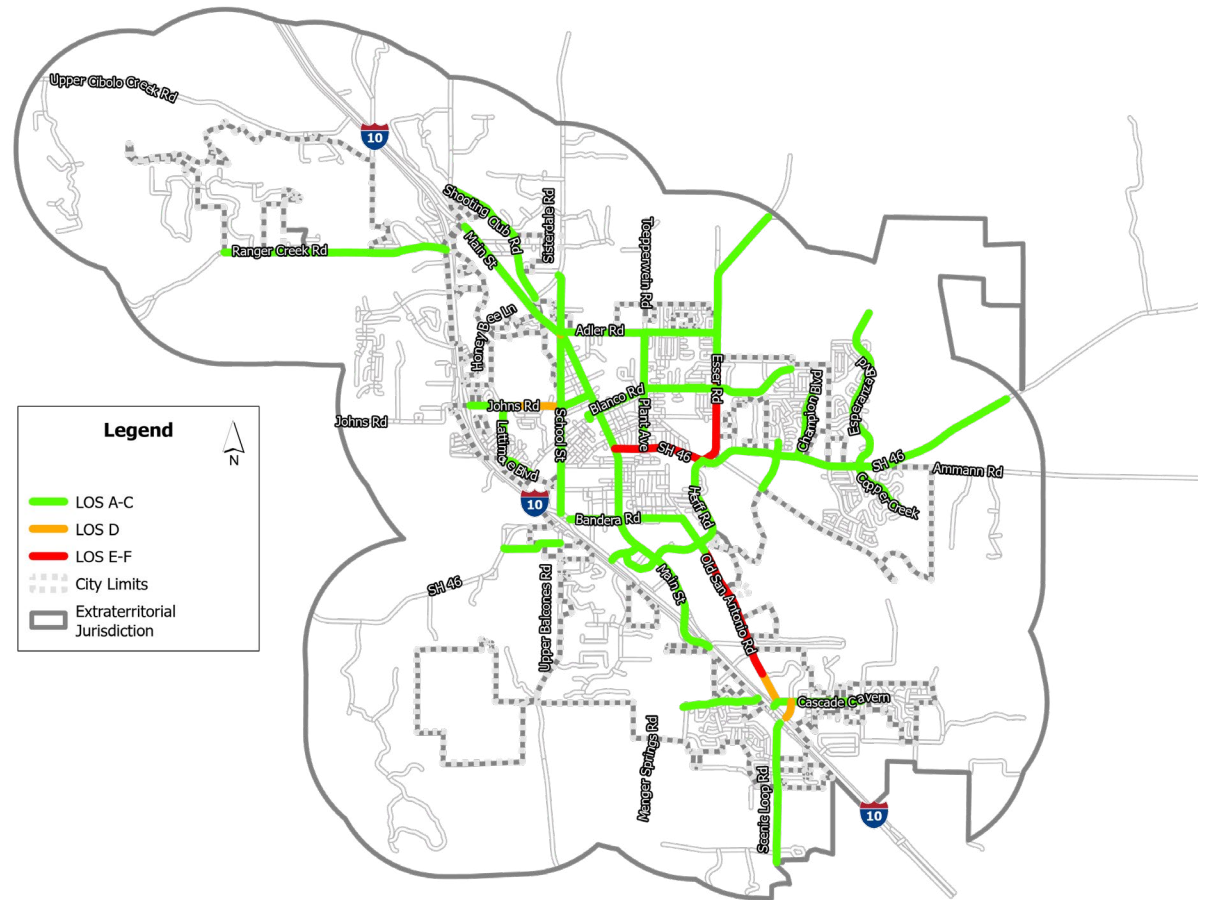 Upper Cibolo Creek Rd
10
Shooting Club Rd
Sisterdale Rd
Toepperwein Rd
Main St
Ranger Creek Rd
Honey Bee Ln
Adler Rd
Esser Rd
Esperanza Blvd
Champion Blvd
Blanco Rd
Johns Rd
Johns Rd
School St
Plant Ave
Legend
N
LOS A-C
LOS D
LOS E-F
City Limits
Extraterritorial
Jurisdiction
Lattimore Blvd
SH 46
SH 46
Ammann Rd
Copper Creek
10
Herff Rd
Bandera Rd
SH 46
Upper Balcones Rd
Main St
Old San Antonio Rd
Cascade Cavern
Menger Springs Rd
Scenic Loop Rd
10